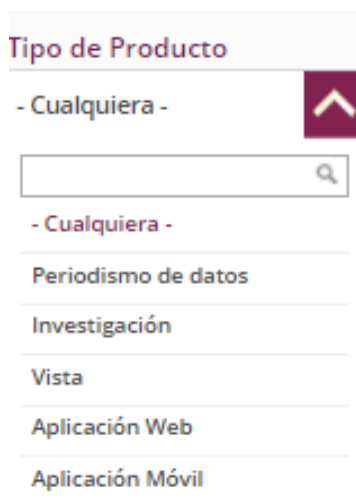 Tipo de Producto
- Cualquiera -
- Cualquiera -
Periodismo de datos
Investigación
Vista
Aplicación Web
Aplicación Móvil